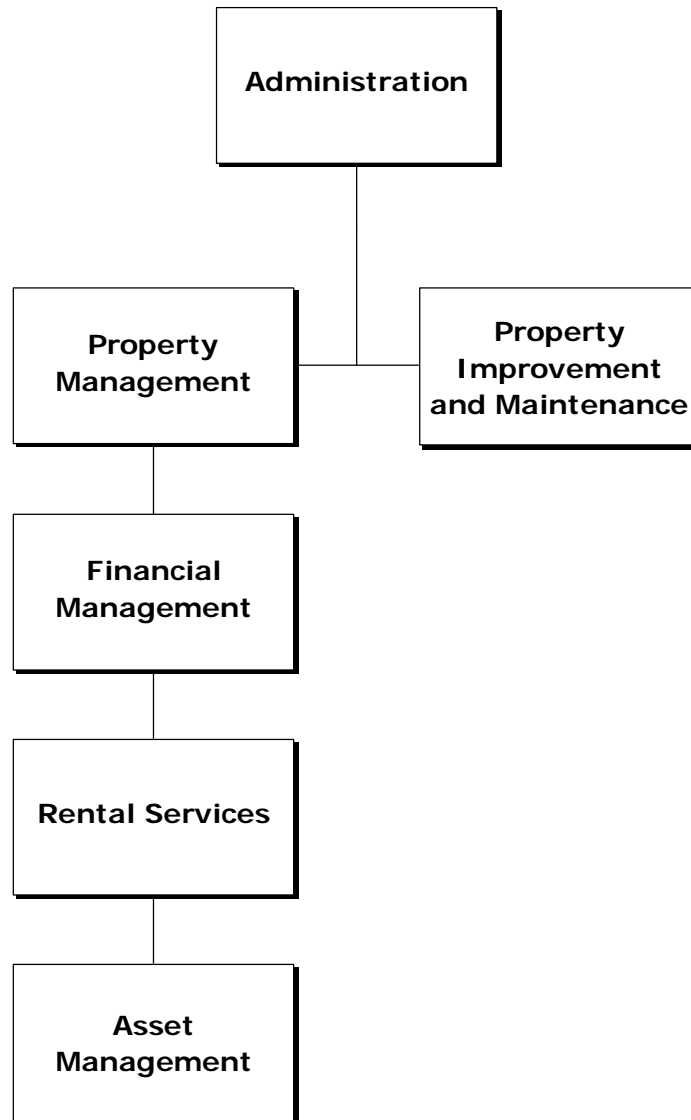 Administration
Property
Management
Property
Improvement
and Maintenance
Financial
Management
Rental Services
Asset
Management